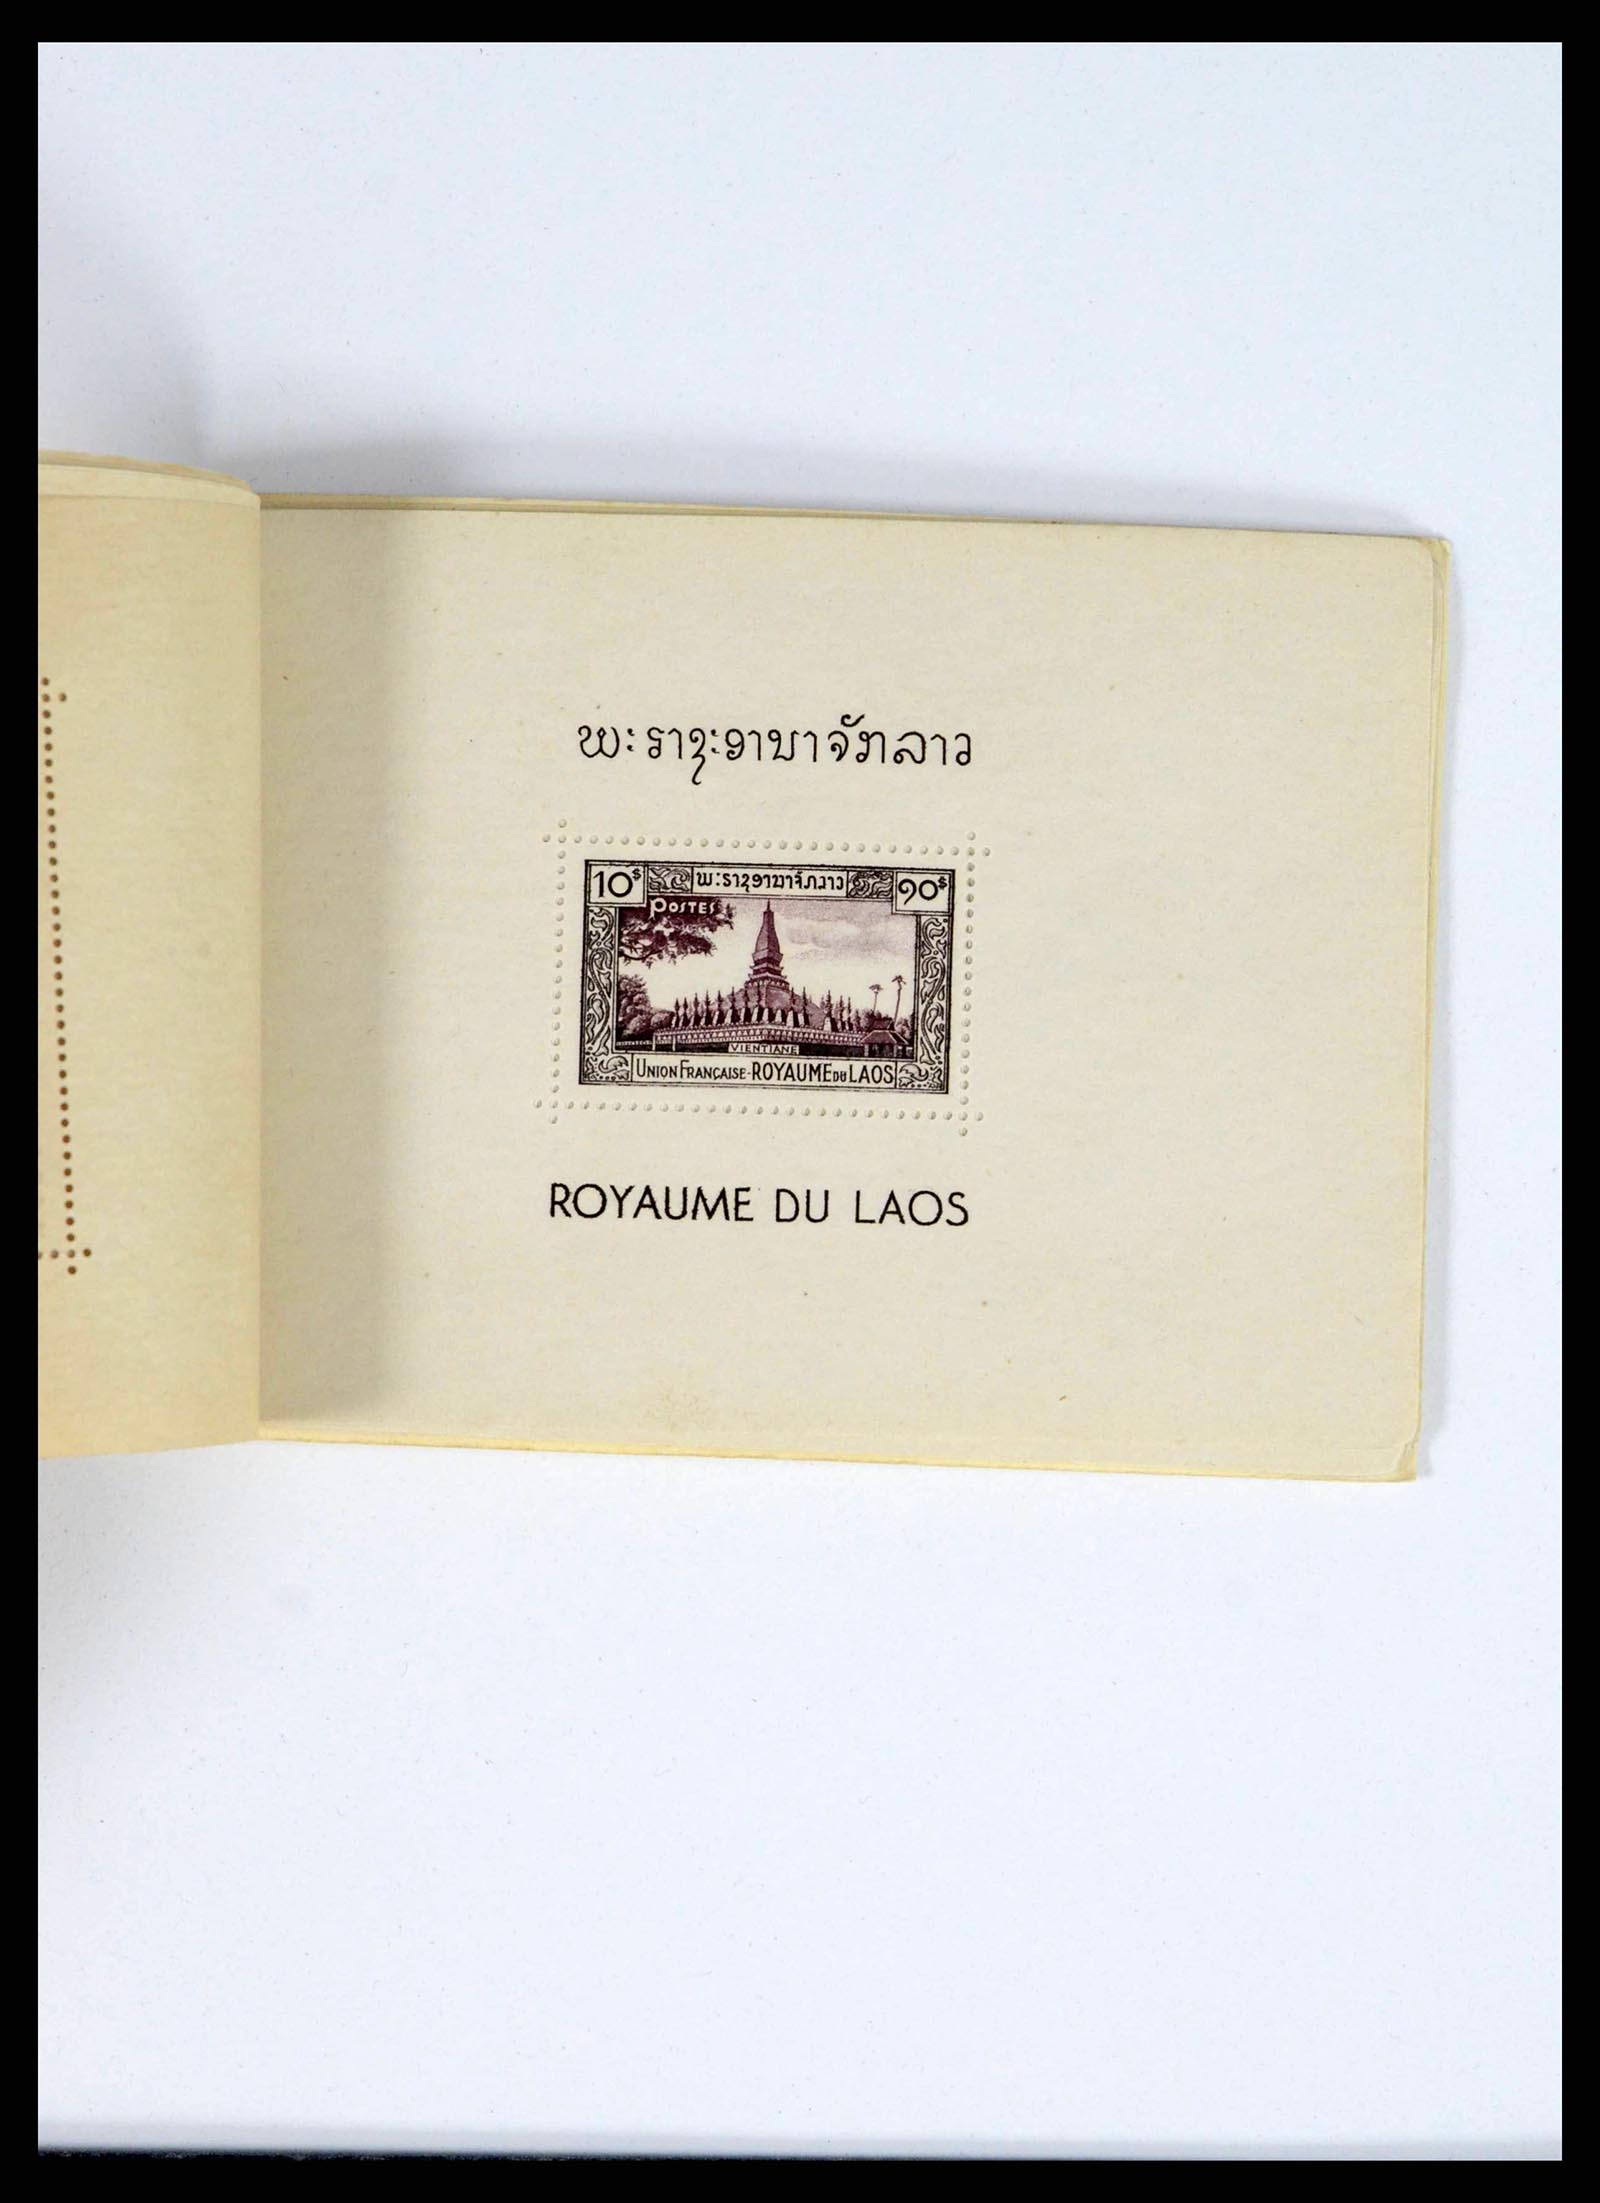 ພະຣາຊະອານາຈັກລາວ
10$ ພະຣາຊອານາຈັກລາວ ໑໐$
POSTES
VIENTIANE
UNION FRANÇAISE-ROYAUME DU LAOS
ROYAUME DU LAOS